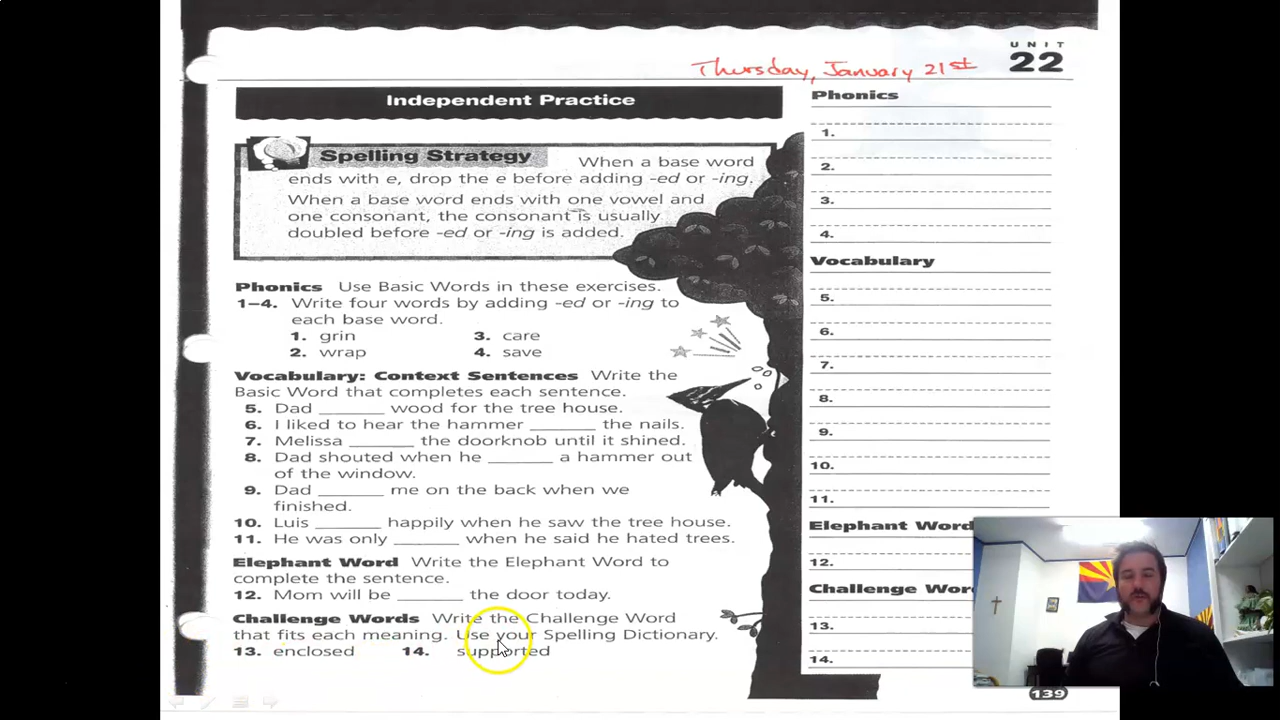 UNIT
22
Thursday, January 21st
Independent Practice
Spelling Strategy When a base word
ends with e, drop the e before adding -ed or -ing.
When a base word ends with one vowel and
one consonant, the consonant is usually
doubled before -ed or -ing is added.
Phonics Use Basic Words in these exercises.
1–4. Write four words by adding -ed or -ing to
each base word.
1. grin 3. care
2. wrap 4. save
Vocabulary: Context Sentences Write the
Basic Word that completes each sentence.
5. Dad ______ wood for the tree house.
6. I liked to hear the hammer ______ the nails.
7. Melissa ______ the doorknob until it shined.
8. Dad shouted when he ______ a hammer out
of the window.
9. Dad ______ me on the back when we
finished.
10. Luis ______ happily when he saw the tree house.
11. He was only ______ when he said he hated trees.
Elephant Word Write the Elephant Word to
complete the sentence.
12. Mom will be ______ the door today.
Challenge Words Write the Challenge Word
that fits each meaning. Use your Spelling Dictionary.
13. enclosed 14. supported
Phonics
1.
2.
3.
4.
Vocabulary
5.
6.
7.
8.
9.
10.
11.
Elephant Word
12.
Challenge Wor
13.
14.
139